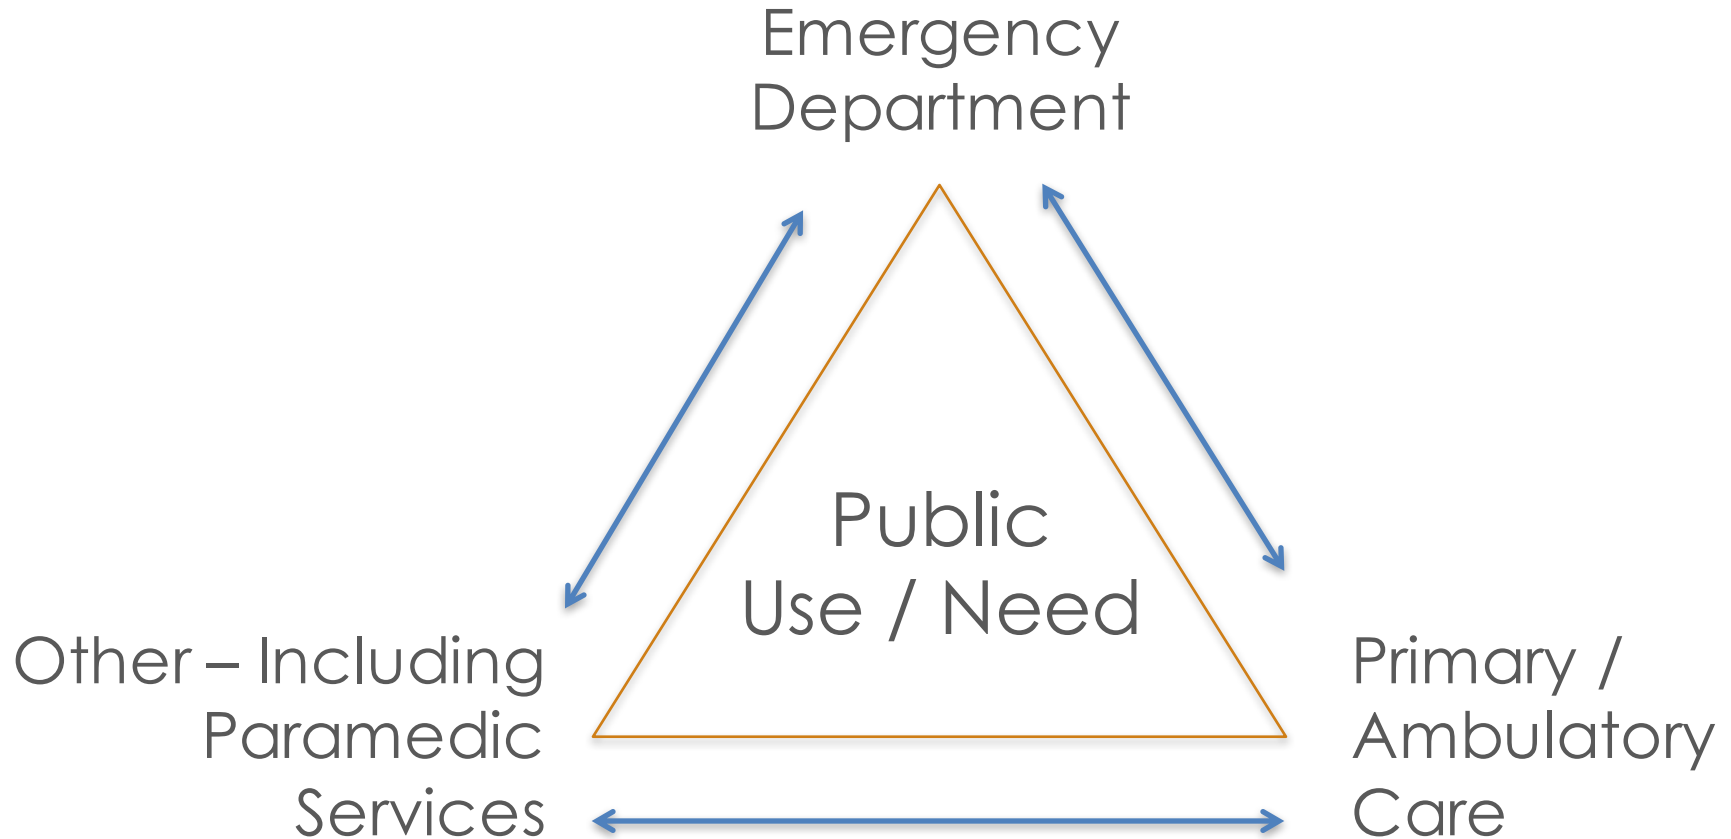 Emergency
Department
Public
Use / Need
Other – Including
Paramedic
Services
Primary /
Ambulatory
Care